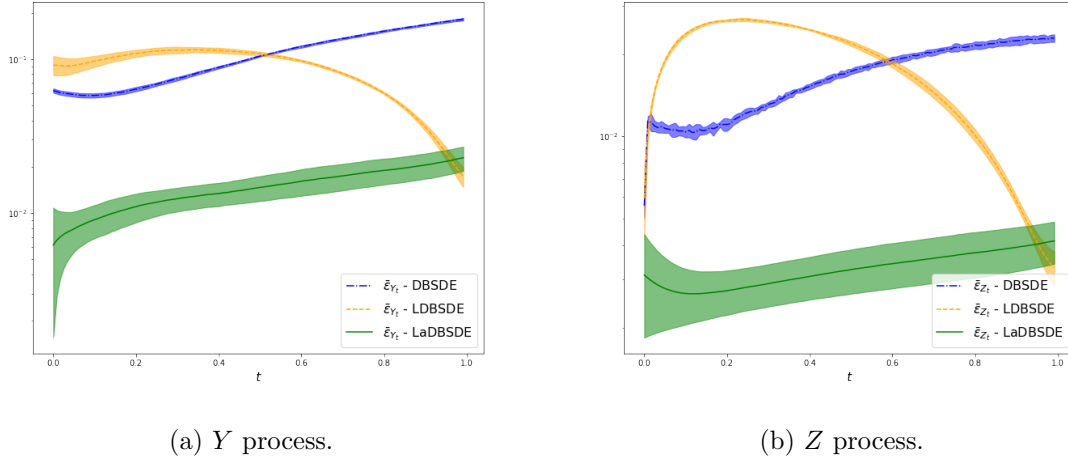 10⁻¹
10⁻²
0.0 0.2 0.4 0.6 0.8 1.0
t
ε̃_{Y_t} - DBSDE
ε̃_{Y_t} - LDBSDE
ε̃_{Y_t} - LaDBSDE
(a) Y process.
10⁻²
0.0 0.2 0.4 0.6 0.8 1.0
t
ε̃_{Z_t} - DBSDE
ε̃_{Z_t} - LDBSDE
ε̃_{Z_t} - LaDBSDE
(b) Z process.